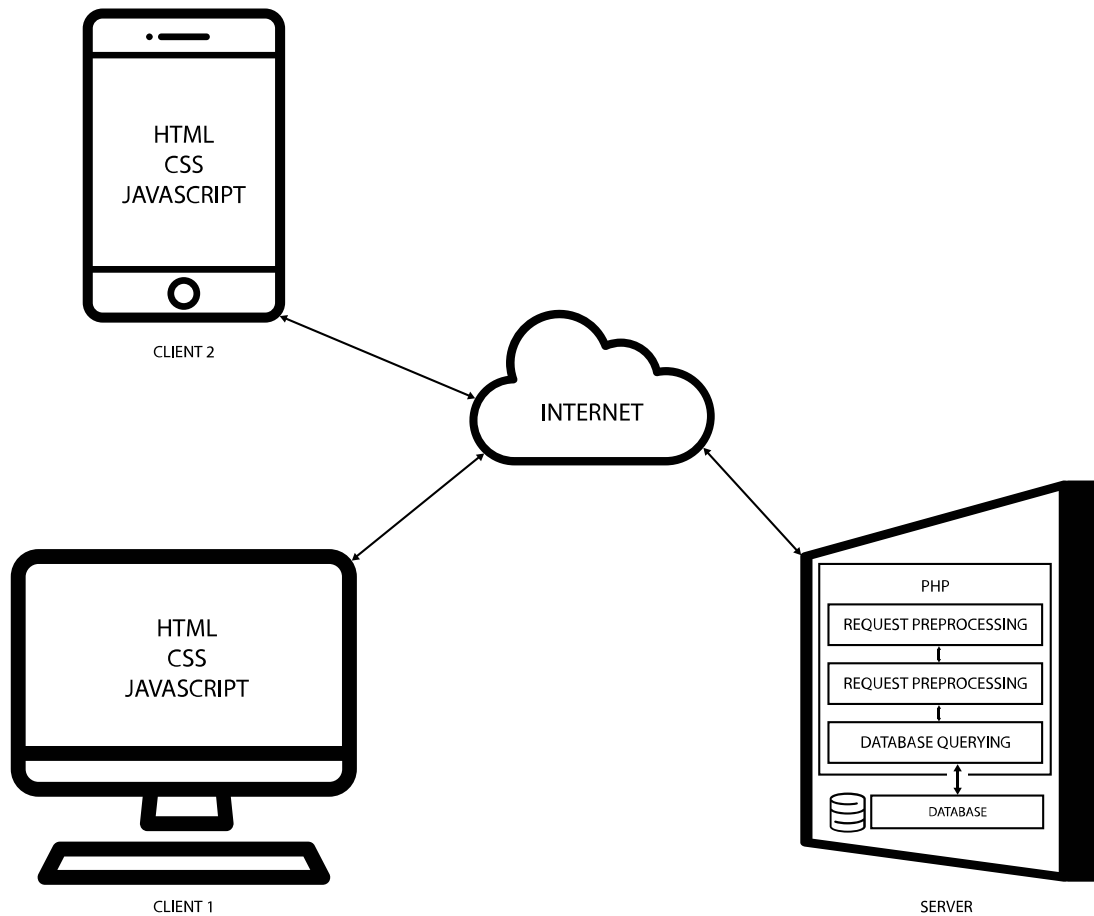 HTML
CSS
JAVASCRIPT
CLIENT 2
INTERNET
HTML
CSS
JAVASCRIPT
CLIENT 1
PHP
REQUEST PREPROCESSING
REQUEST PREPROCESSING
DATABASE QUERYING
DATABASE
SERVER